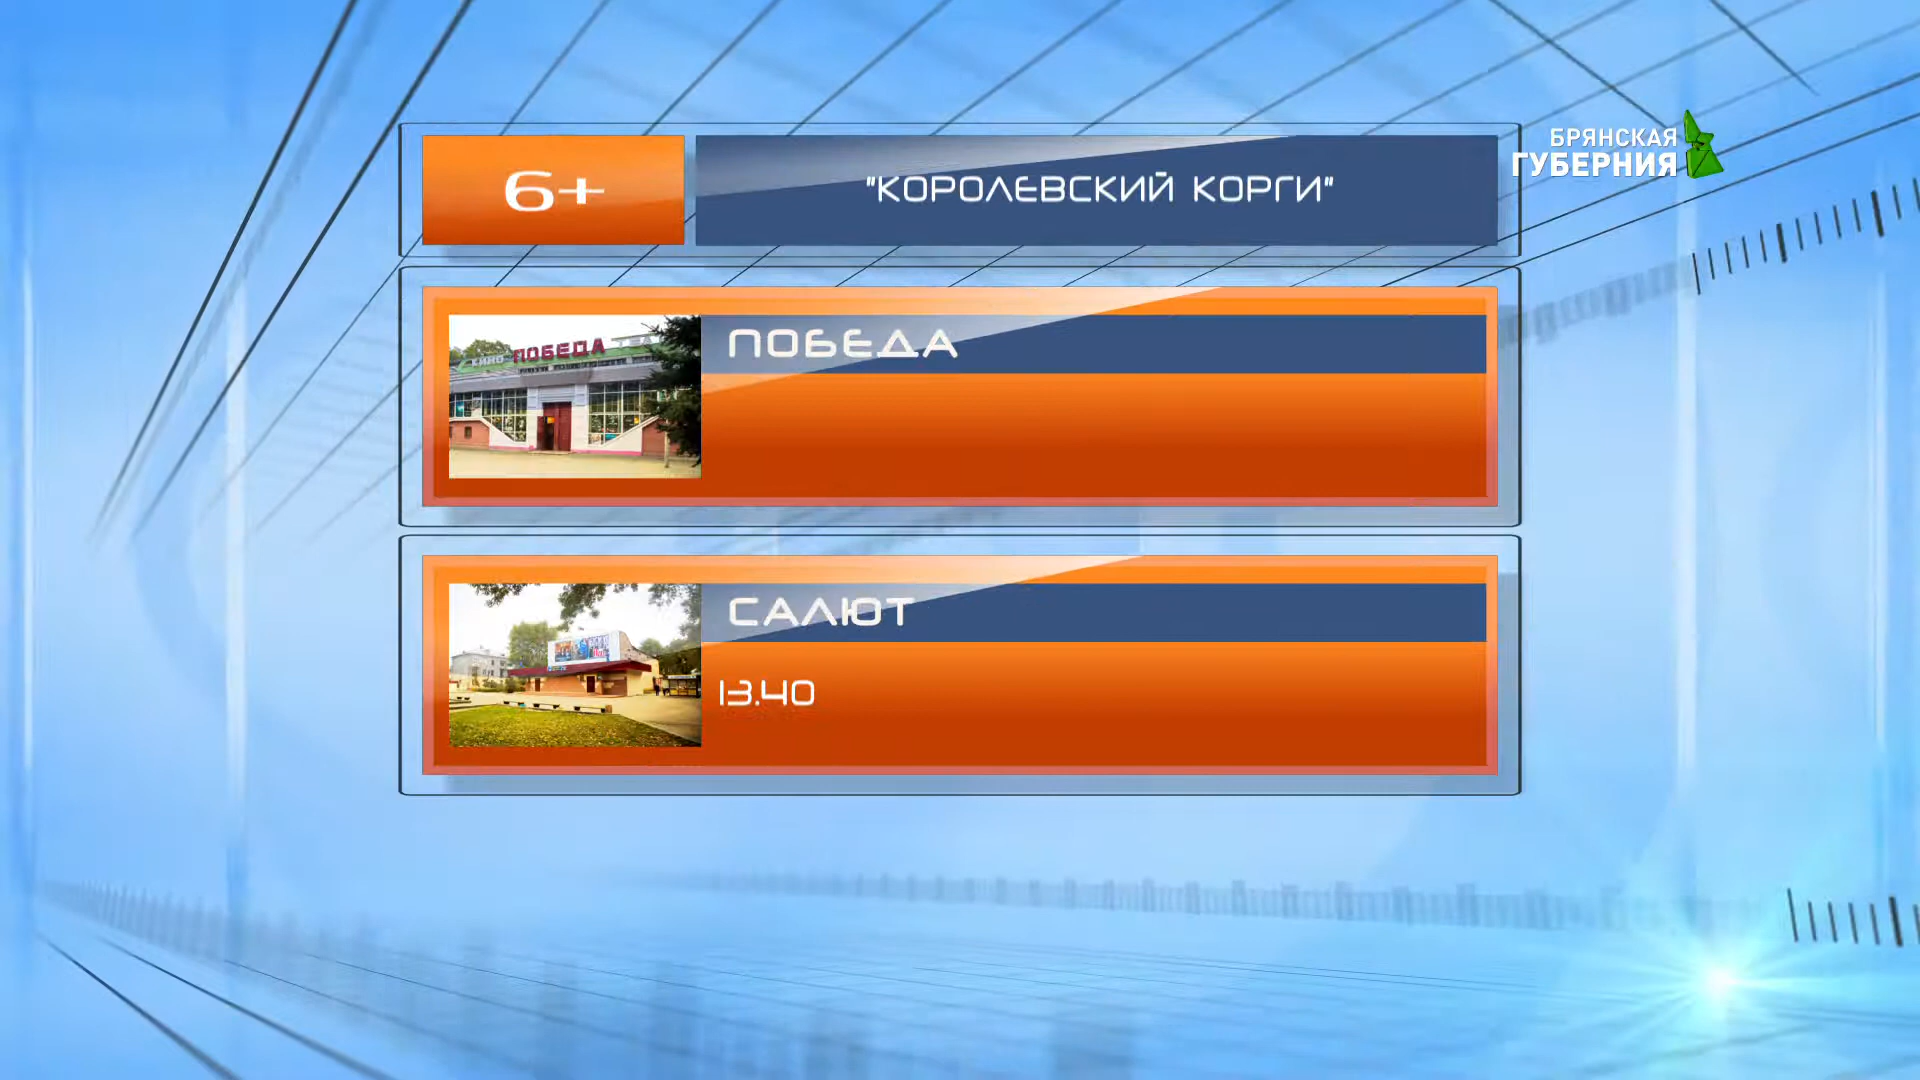 6+
"КОРОЛЕВСКИЙ КОРГИ"
БРЯНСКАЯ
ГУБЕРНИЯ
ПОБЕДА
КИНО ПОБЕДА
САЛЮТ
13.40